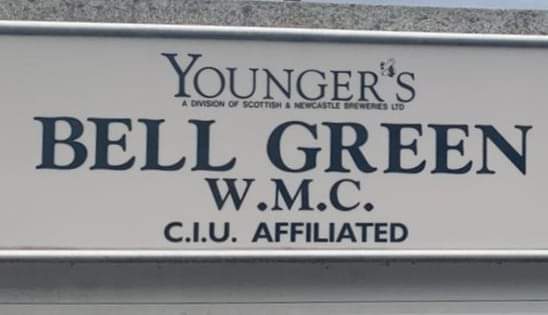 YOUNGER'S
A DIVISION OF SCOTTISH & NEWCASTLE BREWERIES LTD
BELL GREEN
W.M.C.
C.I.U. AFFILIATED